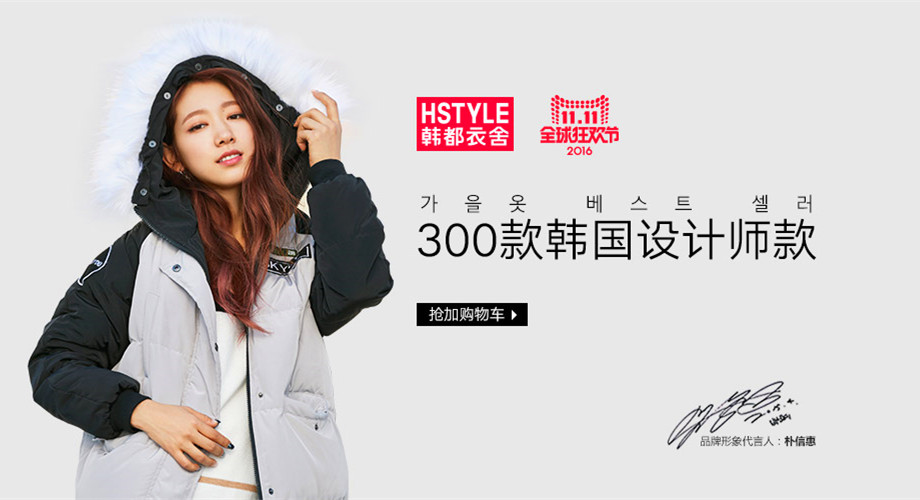 HSTYLE
韩都衣舍
11.11
全球狂欢节
2016
가을옷 베스트 셀러
300款韩国设计师款
抢加购物车
品牌形象代言人：朴信惠